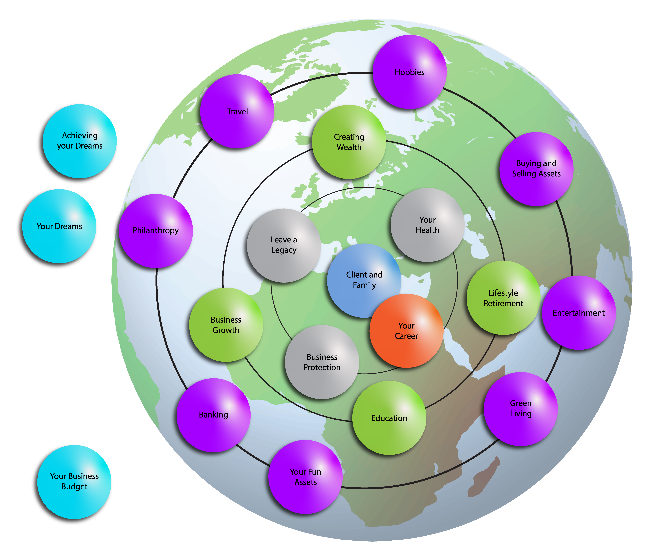 Hobbies
Travel
Achieving
your Dreams
Creating
Wealth
Buying and
Selling Assets
Your Dreams
Philanthropy
Your
Health
Leave a
Legacy
Client and
Family
Lifestyle
Retirement
Entertainment
Business
Growth
Your
Career
Business
Protection
Green
Living
Banking
Education
Your Fun
Assets
Your Business
Budget